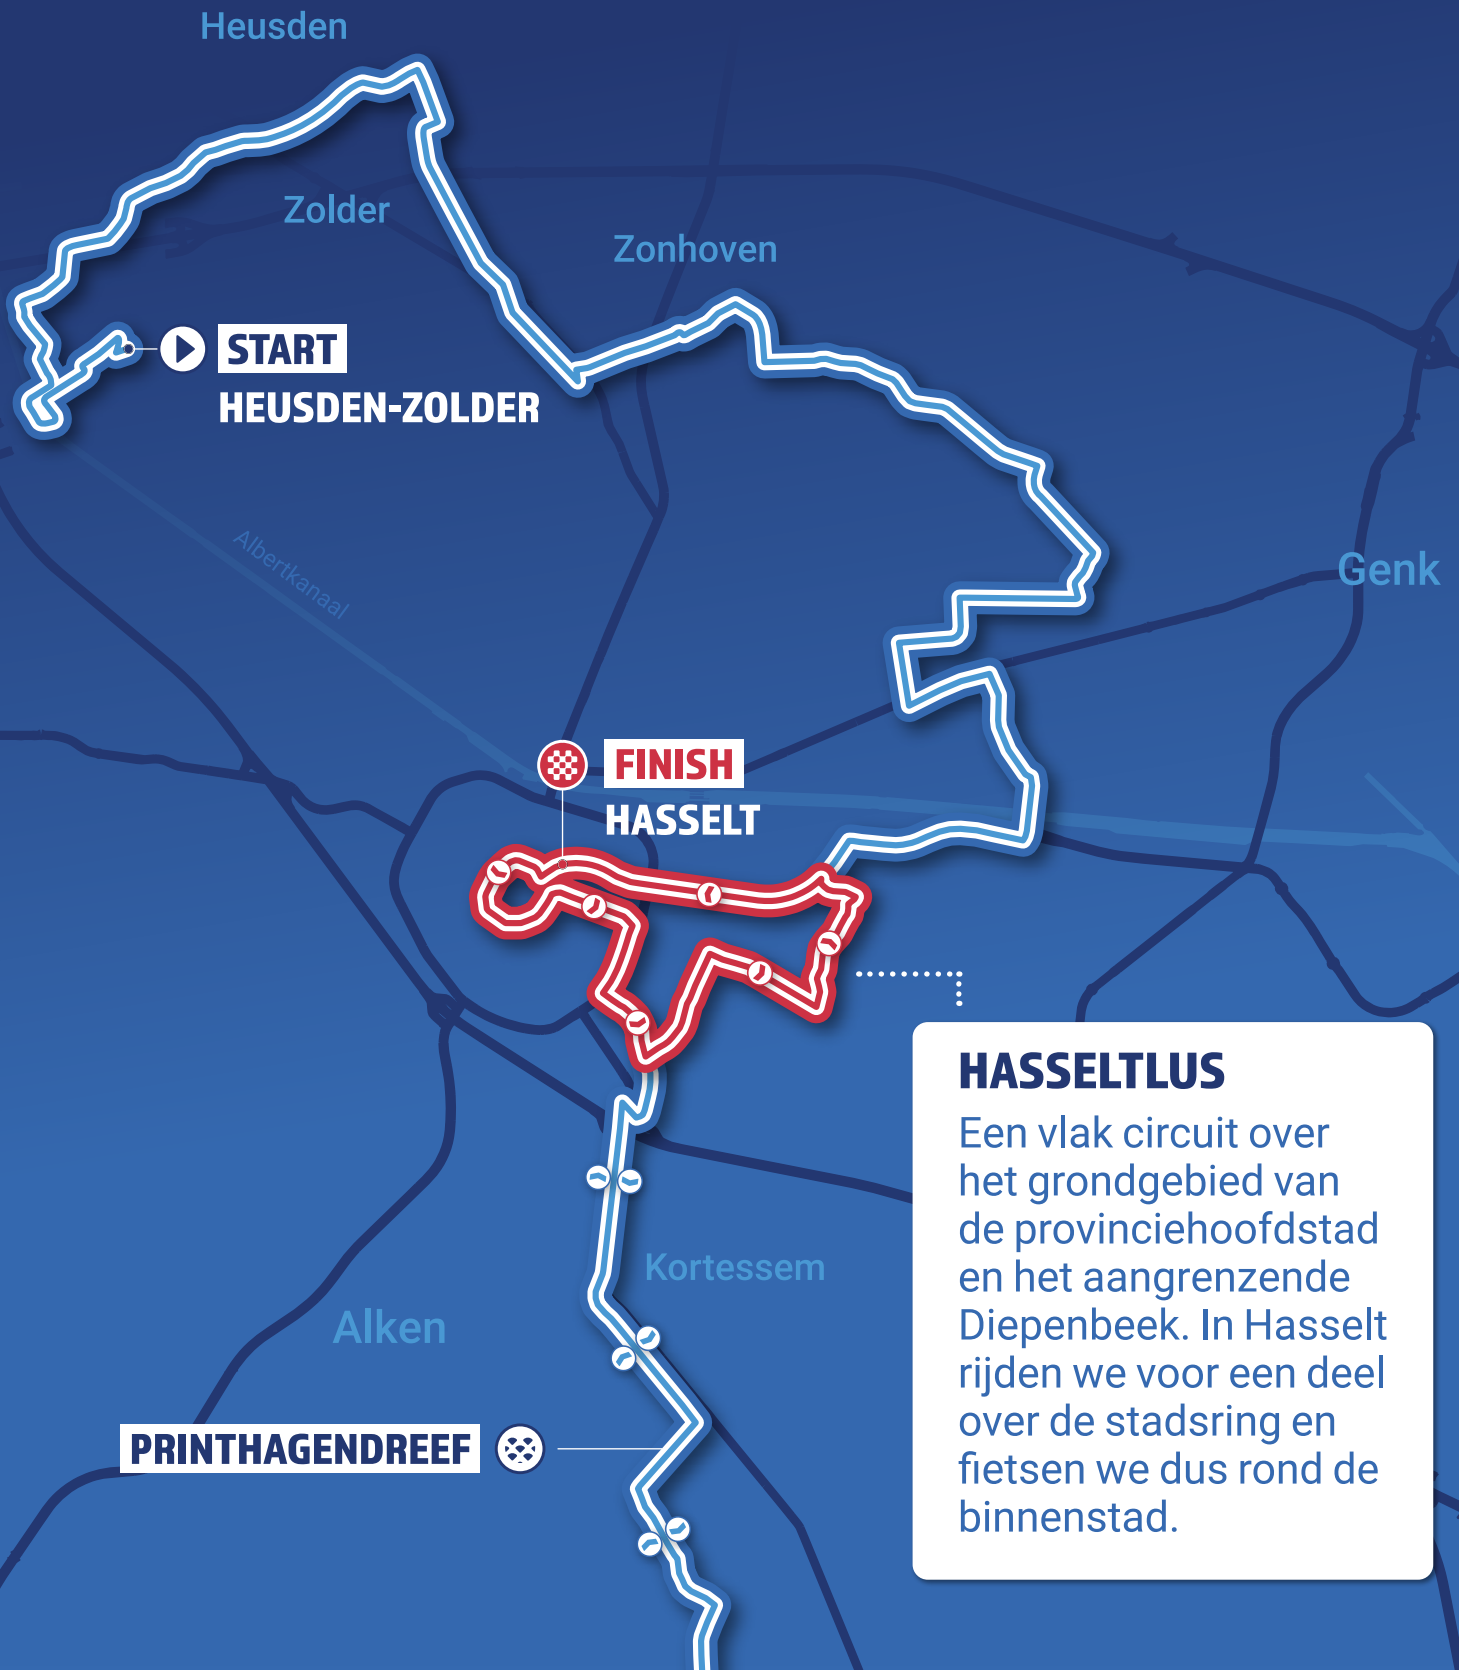 Heusden
Zolder
Zonhoven
START
HEUSDEN-ZOLDER
Albertkanaal
Genk
FINISH
HASSELT
HASSELTLUS
Een vlak circuit over
het grondgebied van
de provinciehoofdstad
en het aangrenzende
Diepenbeek. In Hasselt
rijden we voor een deel
over de stadsring en
fietsen we dus rond de
binnenstad.
Kortessem
Alken
PRINTHAGENDREEF